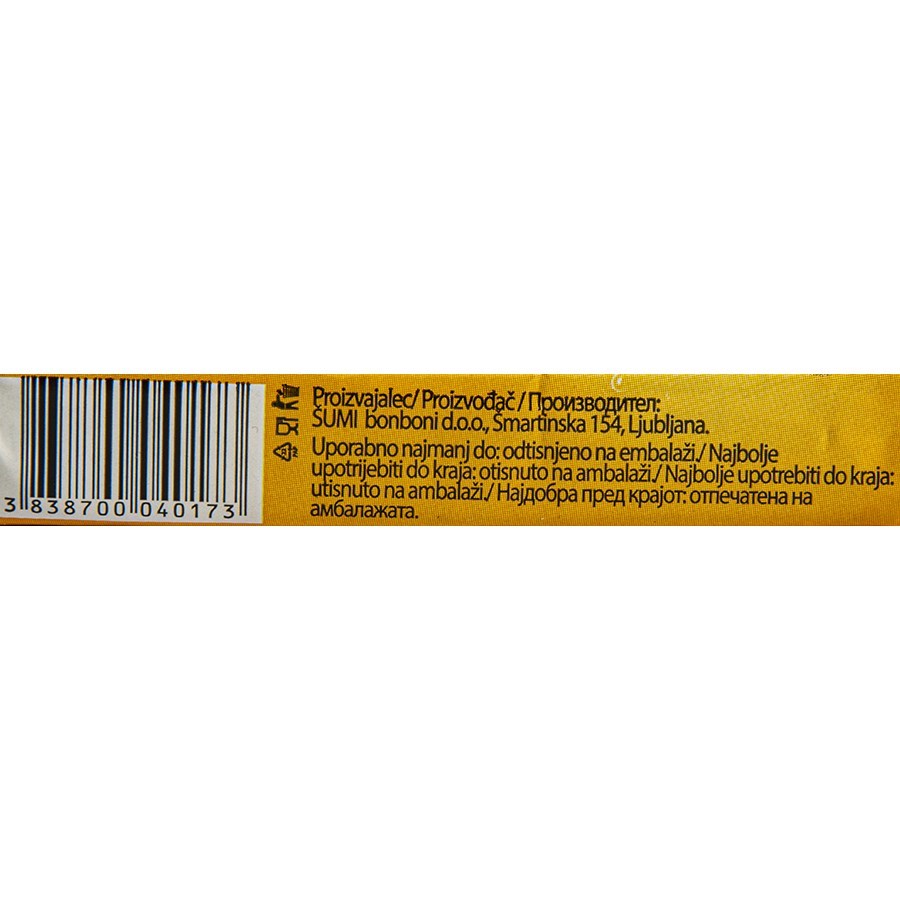 3 838700 040173
Proizvajalec/ Proizvođač / Производител:
ŠUMI bonboni d.o.o., Šmartinska 154, Ljubljana.
Uporabno najmanj do: odtisnjeno na embalaži./ Najbolje
upotrijebiti do kraja: otisnuto na ambalaži./ Najbolje upotrebiti do kraja:
utisnuto na ambalaži./ Најдобра пред крајот: отпечатена на
амбалажата.